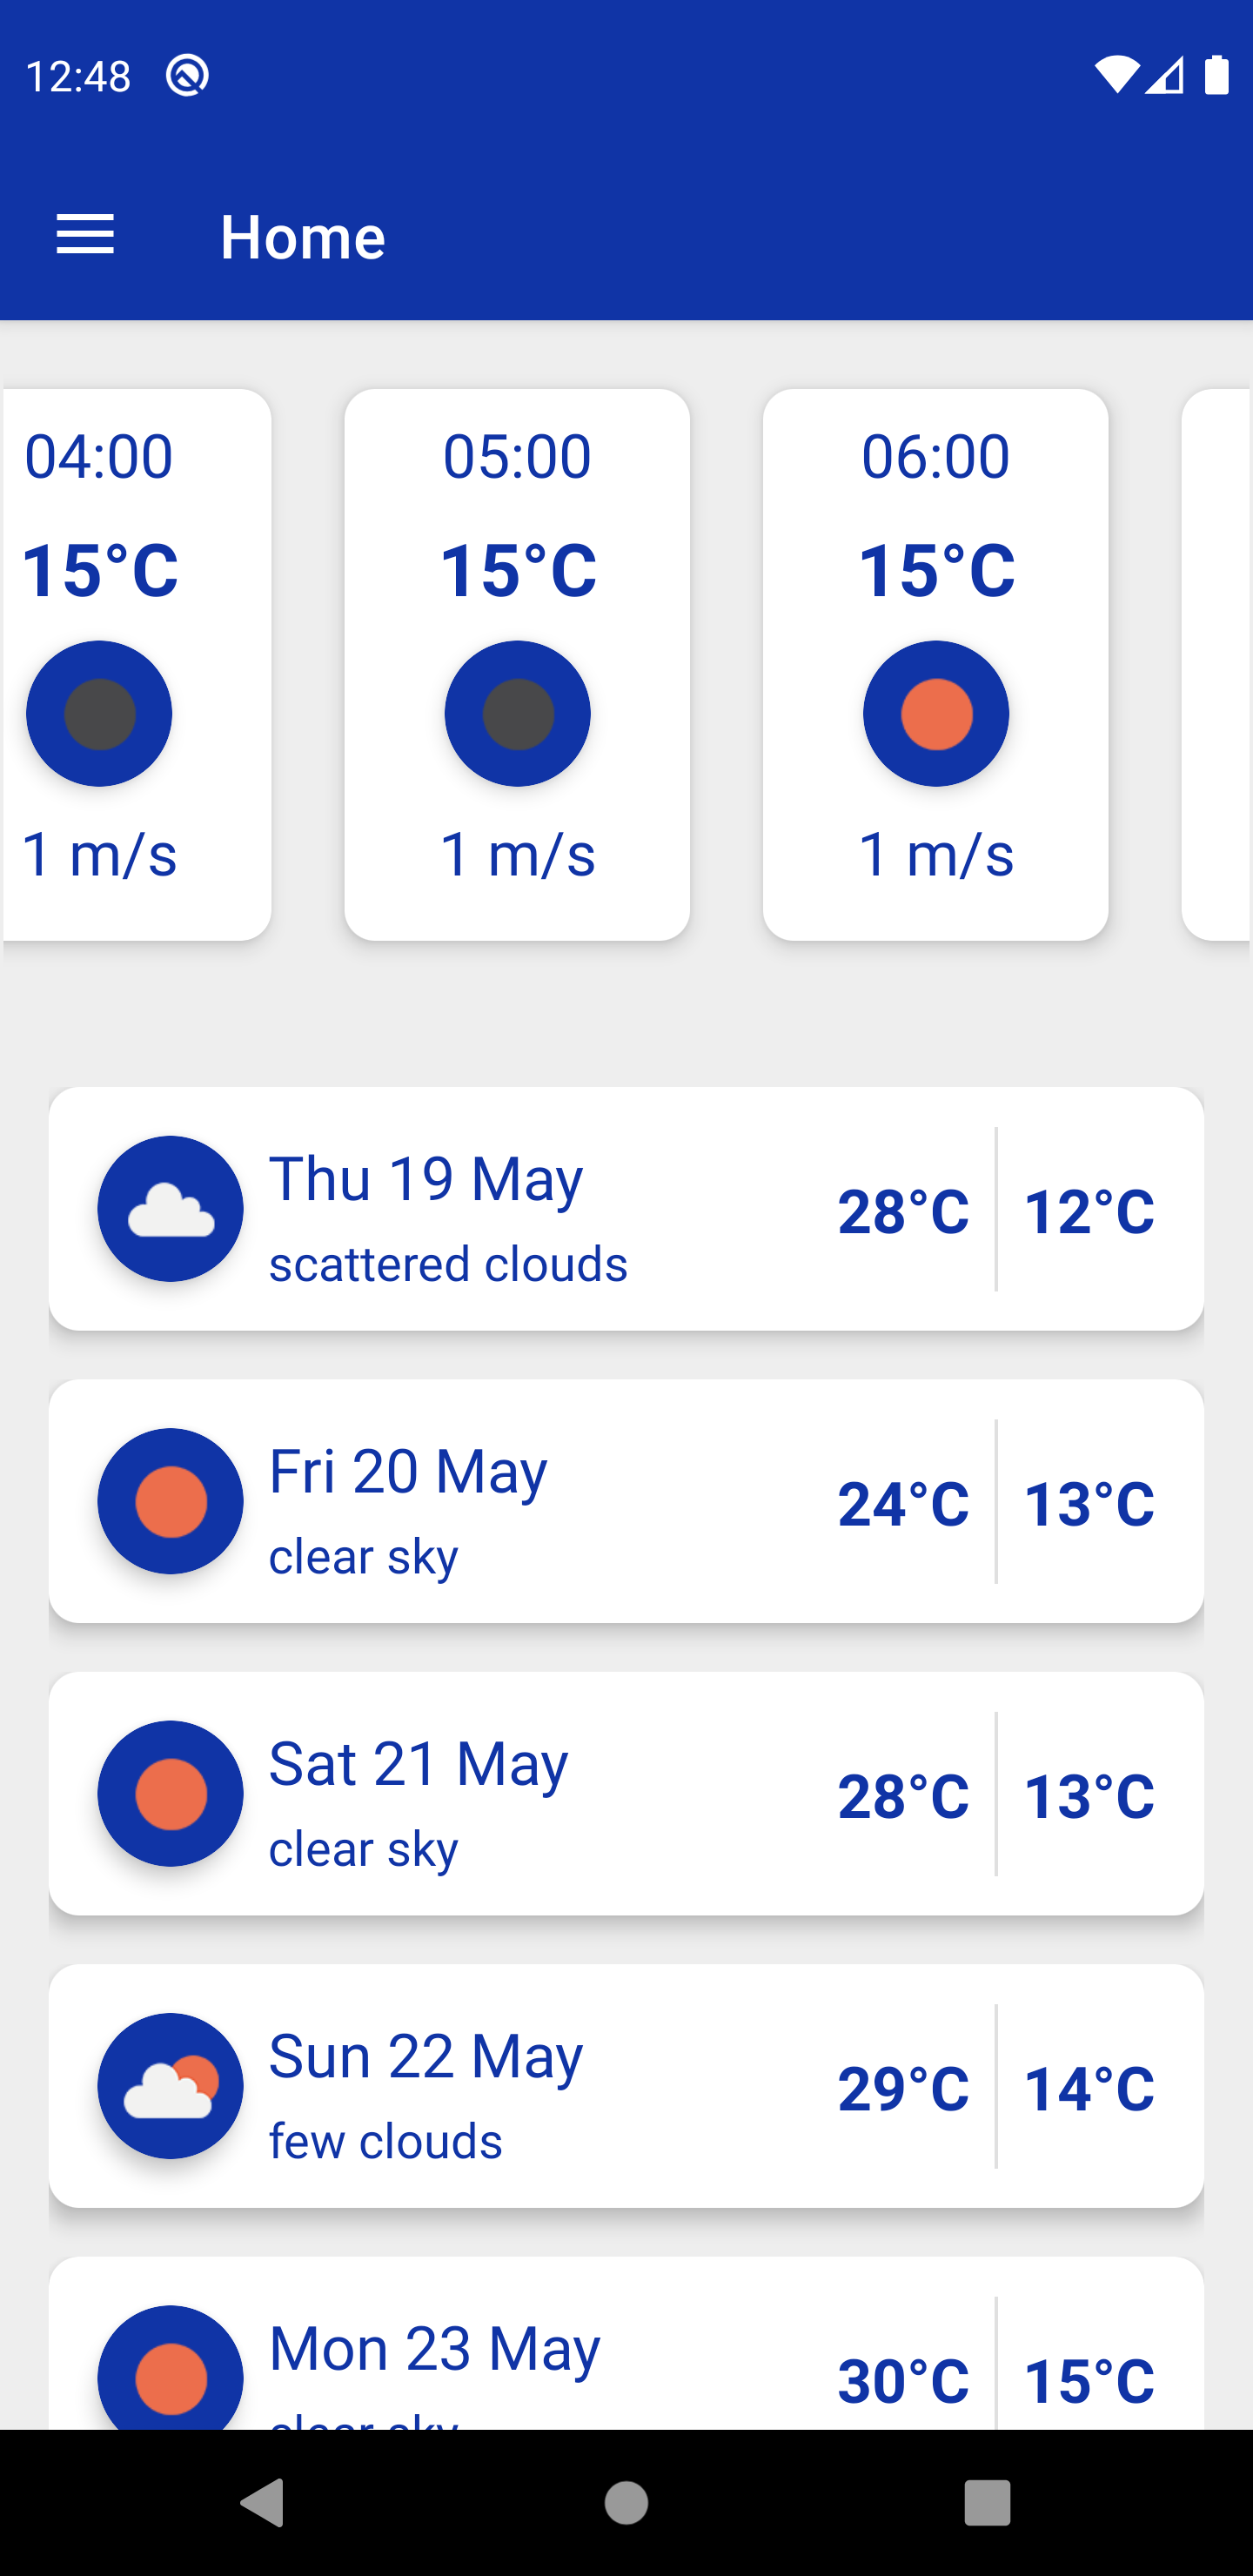 12:48
Home
04:00 05:00 06:00
15°C 15°C 15°C
1 m/s 1 m/s 1 m/s
Thu 19 May
scattered clouds
28°C 12°C
Fri 20 May
clear sky
24°C 13°C
Sat 21 May
clear sky
28°C 13°C
Sun 22 May
few clouds
29°C 14°C
Mon 23 May
clear sky
30°C 15°C